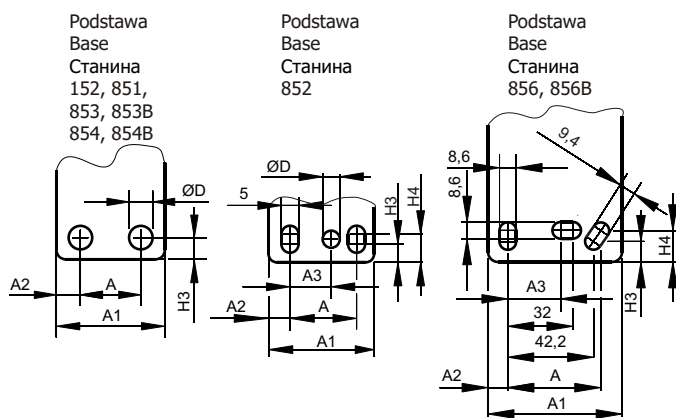 Podstawa
Base
Станина
152, 851,
853, 853B
854, 854B
ØD
A2
A
A1
H3
Podstawa
Base
Станина
852
ØD
5
H3
H4
A3
A2
A
A1
Podstawa
Base
Станина
856, 856B
9,4
8,6
8,6
H4
H3
A3
32
42,2
A2
A
A1